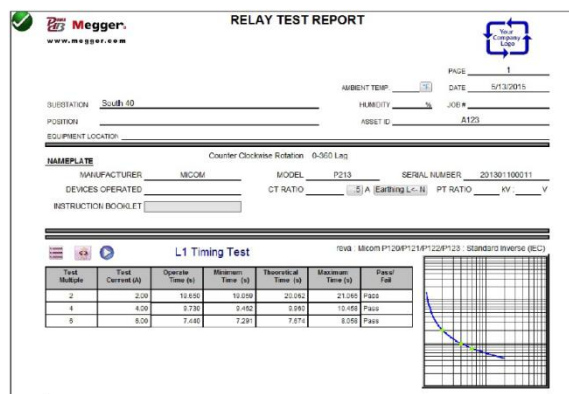 Megger.
RELAY TEST REPORT
www.megger.com
Your
Company
Logo
PAGE 1
AMBIENT TEMP. DATE 5/13/2015
SUBSTATION South 40 HUMIDITY % JOB #
POSITION ASSET ID A123
EQUIPMENT LOCATION
Counter Clockwise Rotation 0-360 Lag
NAMEPLATE
MANUFACTURER MICOM MODEL P213 SERIAL NUMBER 201301100011
DEVICES OPERATED CT RATIO :5 A Earthing L<- N PT RATIO kV : V
INSTRUCTION BOOKLET
L1 Timing Test
reva : Micom P120/P121/P122/P123 : Standard Inverse (IEC)
Test Multiple Test Current (A) Operate Time (s) Minimum Time (s) Theoretical Time (s) Maximum Time (s) Pass/ Fail
2 2.00 19.650 19.059 20.062 21.065 Pass
4 4.00 9.730 9.462 9.960 10.458 Pass
6 6.00 7.440 7.291 7.674 8.058 Pass